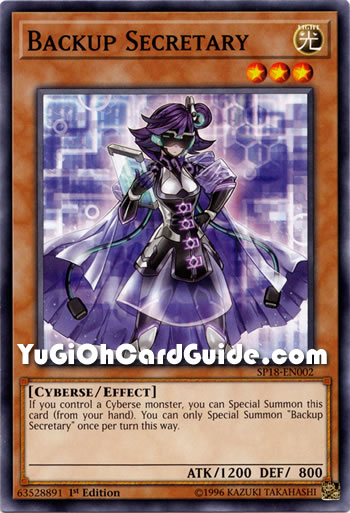 BACKUP SECRETARY
LIGHT
光
YuGiOhCardGuide.com
SP18-EN002
[CYBERSE/EFFECT]
If you control a Cyberse monster, you can Special Summon this
card (from your hand). You can only Special Summon "Backup
Secretary" once per turn this way.
ATK/1200 DEF/ 800
63528891 1st Edition ©1996 KAZUKI TAKAHASHI